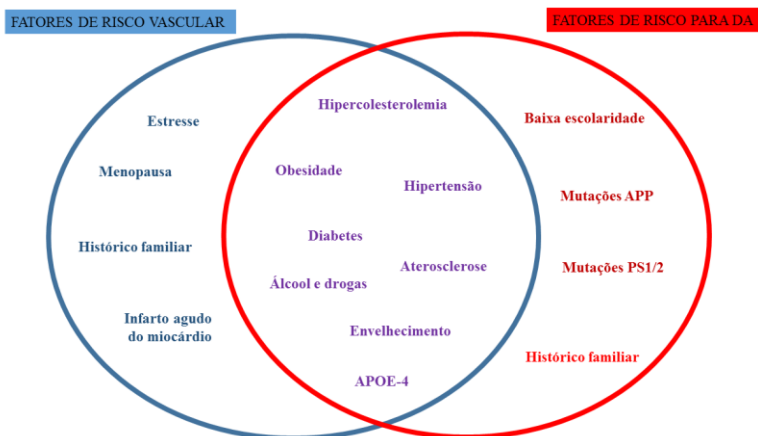 FATORES DE RISCO VASCULAR
FATORES DE RISCO PARA DA
Hipercolesterolemia
Estresse
Baixa escolaridade
Menopausa
Obesidade
Hipertensão
Mutações APP
Diabetes
Histórico familiar
Aterosclerose
Mutações PS1/2
Álcool e drogas
Infarto agudo
do miocárdio
Envelhecimento
Histórico familiar
APOE-4